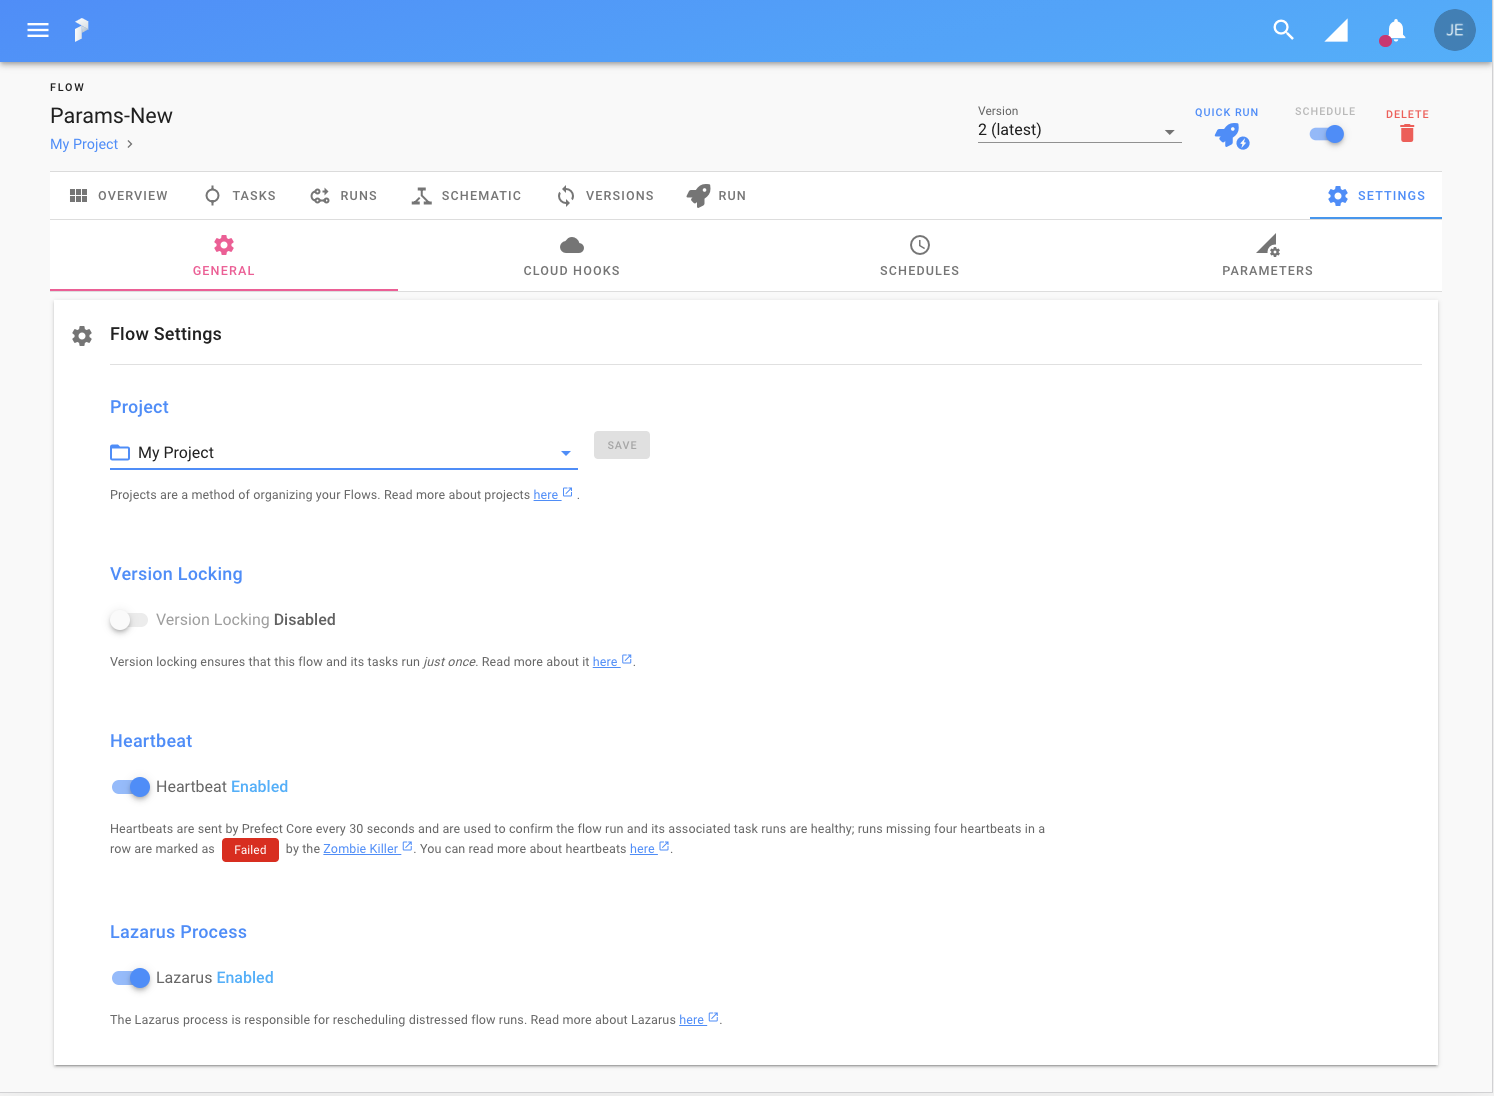 JE
FLOW
Params-New
My Project
Version
2 (latest)
QUICK RUN
SCHEDULE
DELETE
OVERVIEW
TASKS
RUNS
SCHEMATIC
VERSIONS
RUN
SETTINGS
GENERAL
CLOUD HOOKS
SCHEDULES
PARAMETERS
Flow Settings
Project
My Project
SAVE
Projects are a method of organizing your Flows. Read more about projects here .
Version Locking
Version Locking Disabled
Version locking ensures that this flow and its tasks run just once. Read more about it here .
Heartbeat
Heartbeat Enabled
Heartbeats are sent by Prefect Core every 30 seconds and are used to confirm the flow run and its associated task runs are healthy; runs missing four heartbeats in a
row are marked as Failed by the Zombie Killer . You can read more about heartbeats here .
Lazarus Process
Lazarus Enabled
The Lazarus process is responsible for rescheduling distressed flow runs. Read more about Lazarus here .